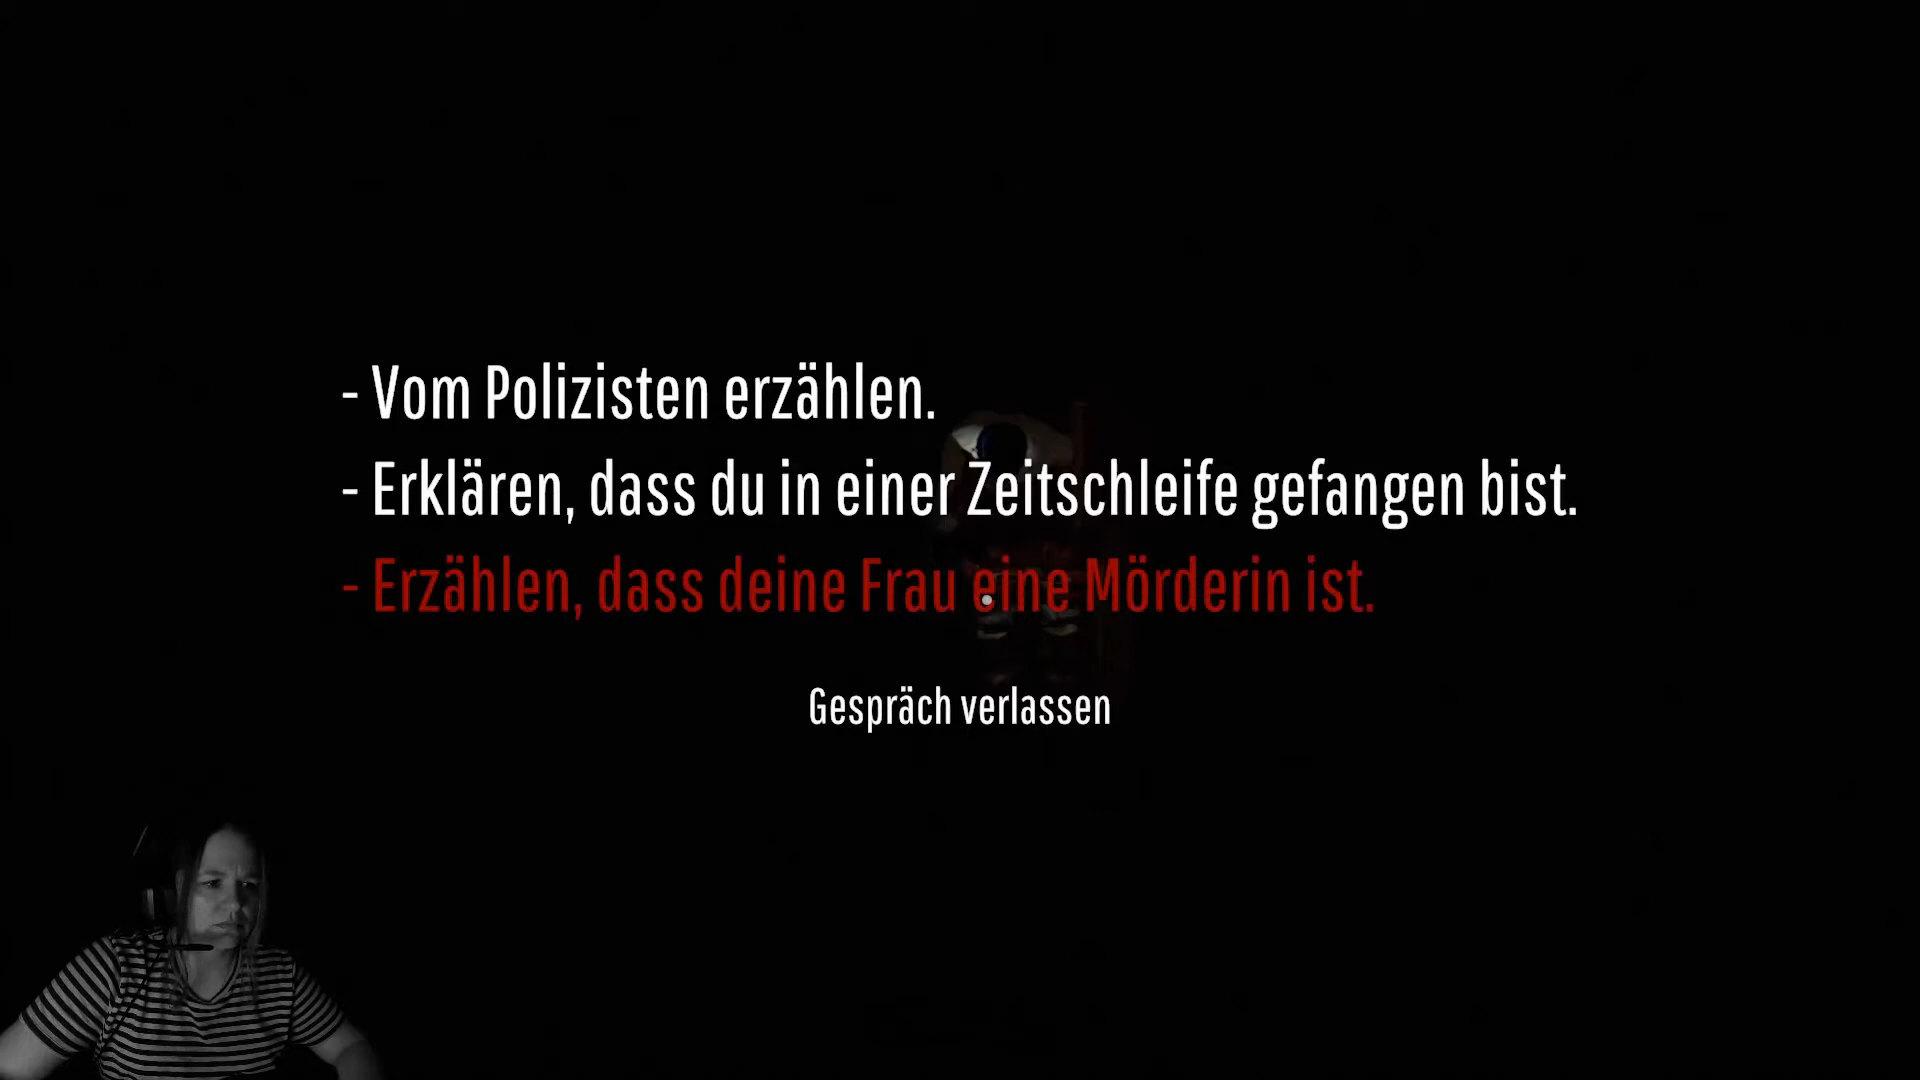 - Vom Polizisten erzählen.
- Erklären, dass du in einer Zeitschleife gefangen bist.
- Erzählen, dass deine Frau eine Mörderin ist.
Gespräch verlassen